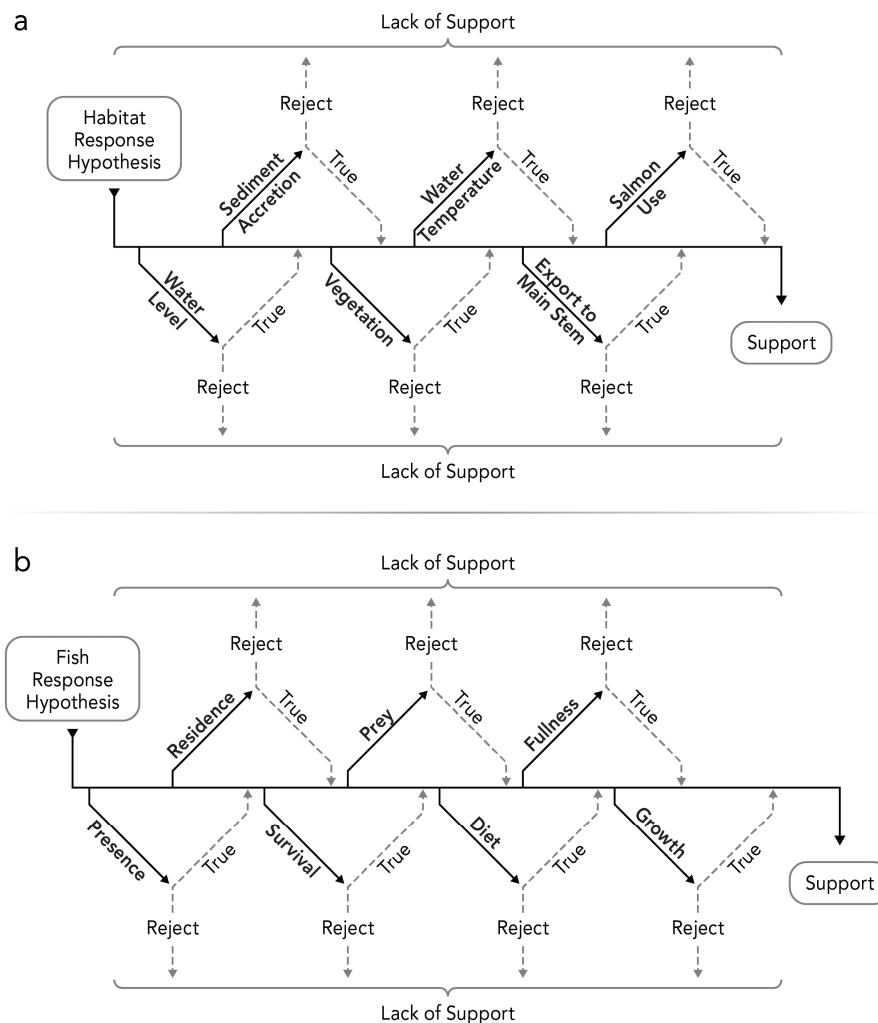 a
Lack of Support
Habitat
Response
Hypothesis
Reject
Reject
Reject
Sediment
Accretion
True
Water
Temperature
True
Salmon
Use
True
Water
Level
True
Vegetation
True
Export to
Main Stem
True
Support
Reject
Reject
Reject
Lack of Support
b
Lack of Support
Fish
Response
Hypothesis
Reject
Reject
Reject
Residence
True
Prey
True
Fullness
True
Presence
True
Survival
True
Diet
True
Growth
True
Support
Reject
Reject
Reject
Reject
Lack of Support